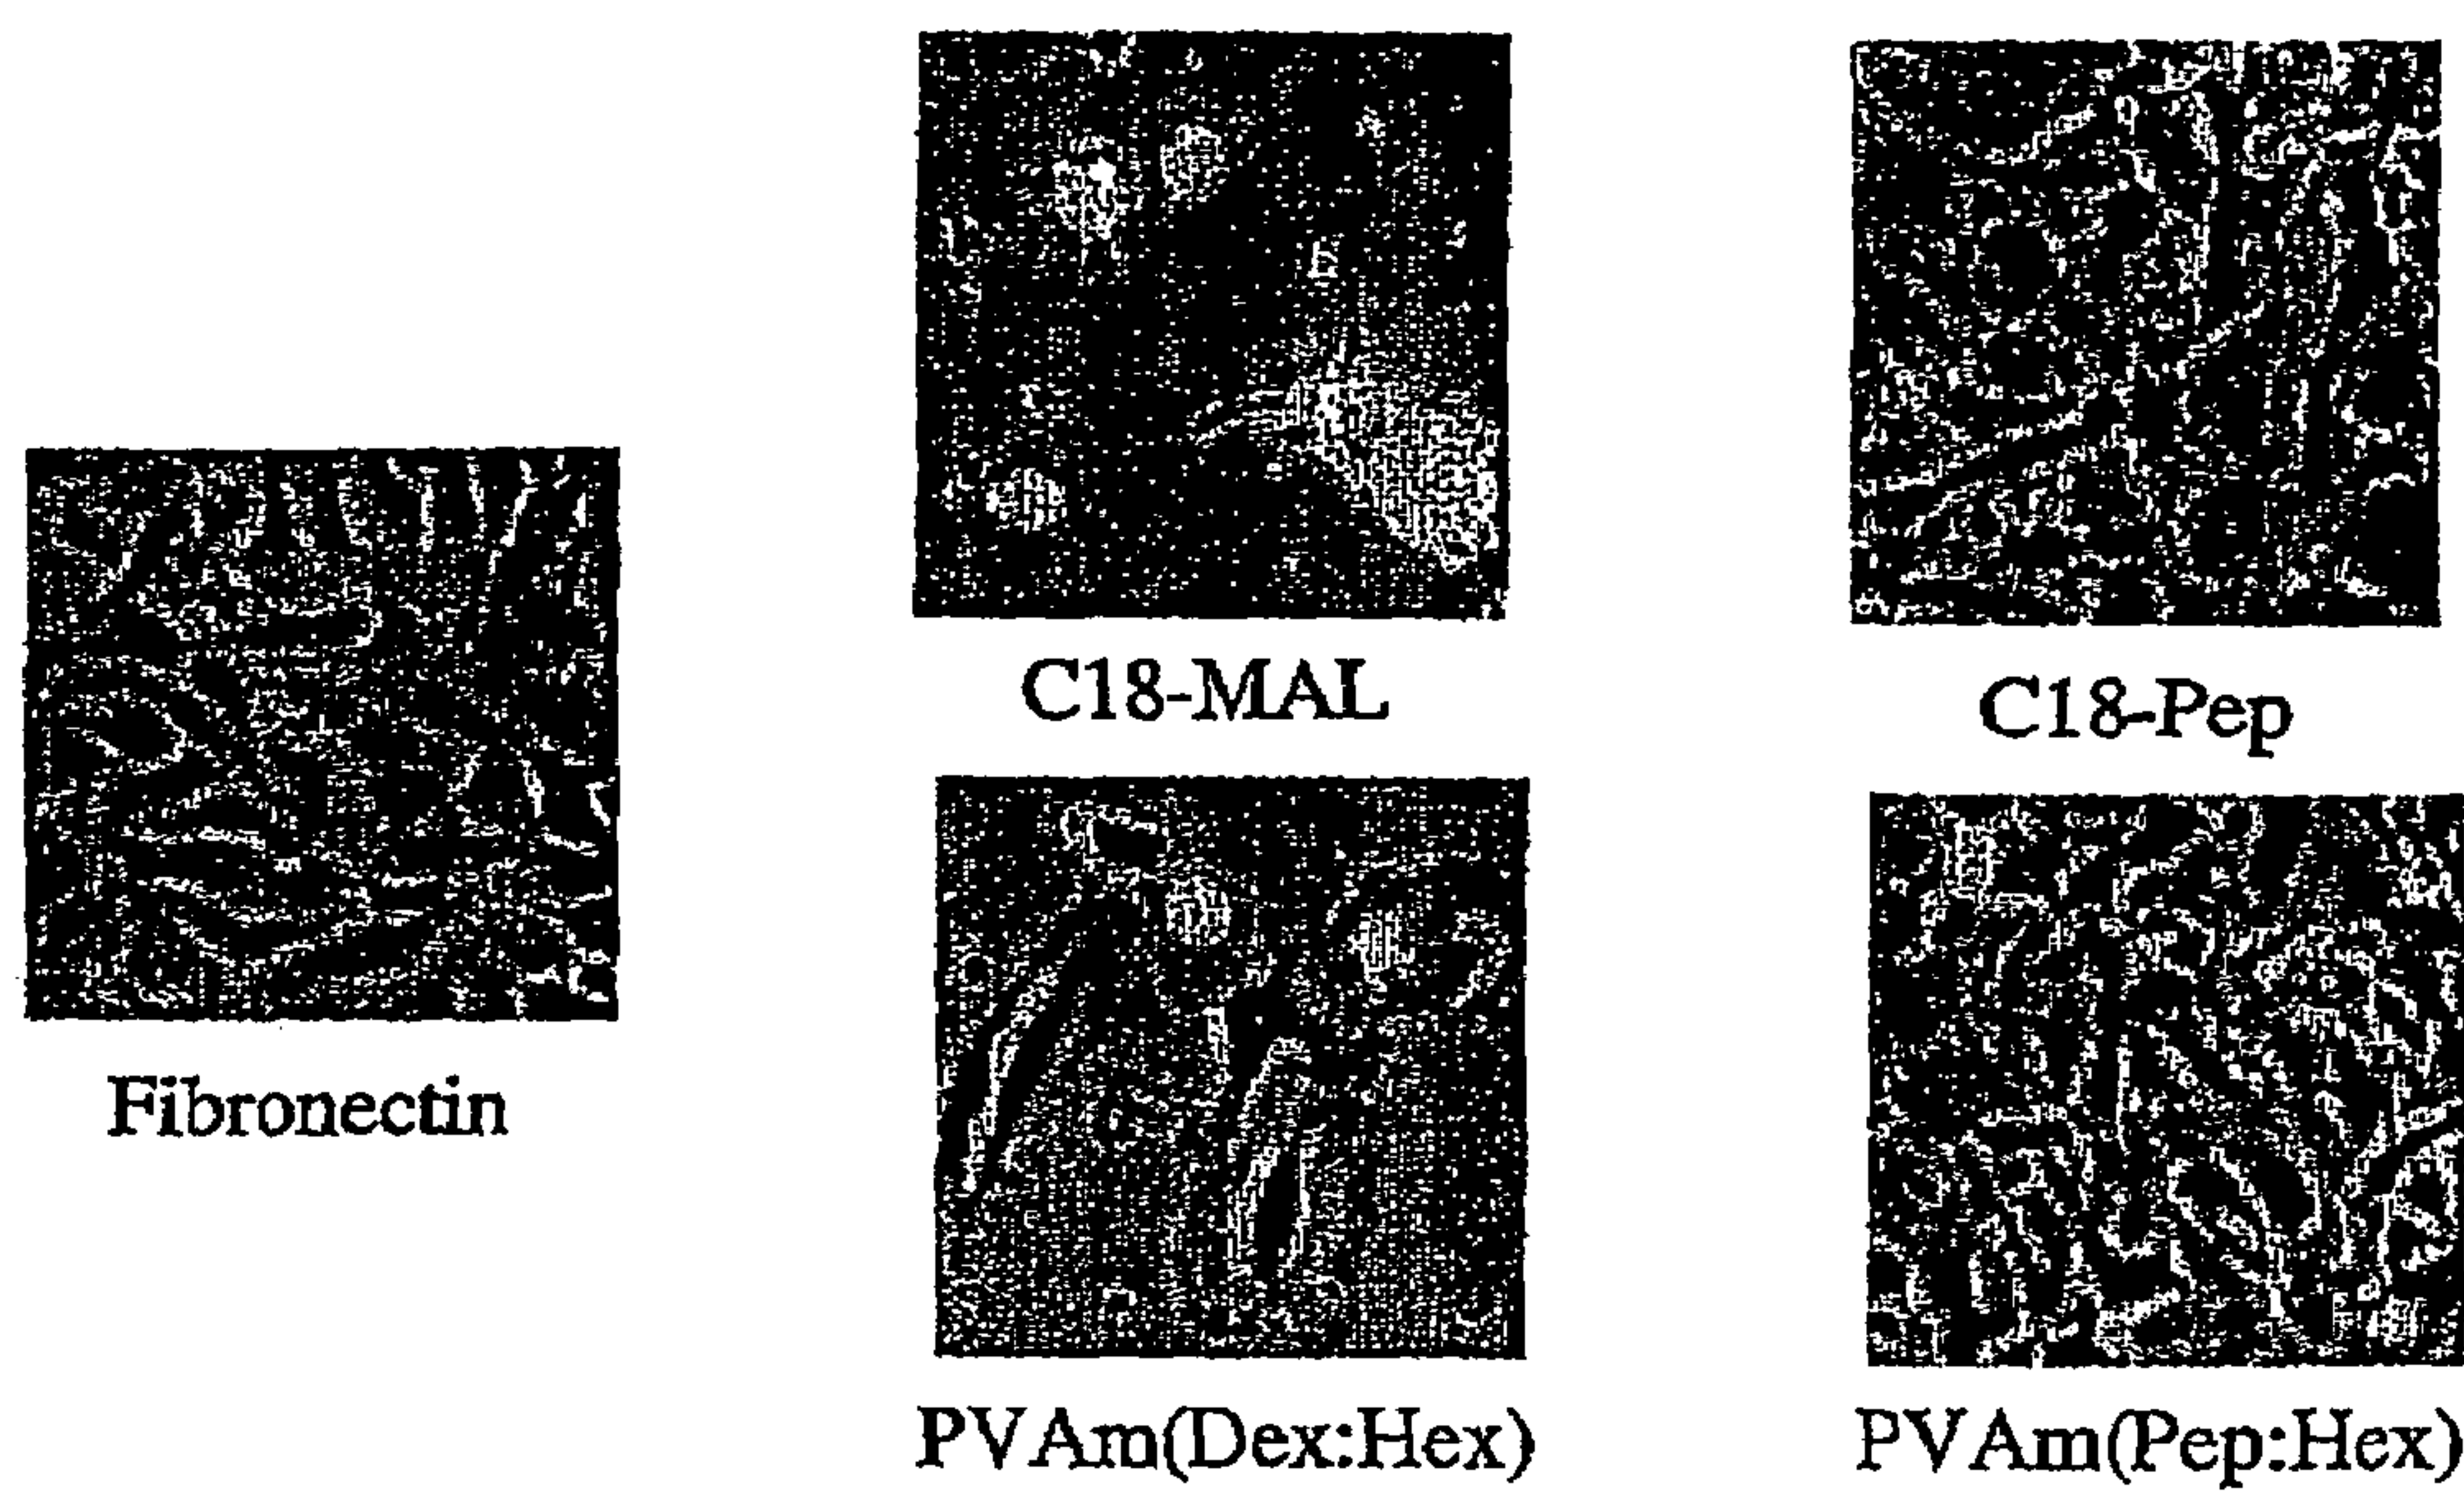 C18-MAL
C18-Pep
Fibronectin
PVAm(Dex:Hex)
PVAm(Pep:Hex)